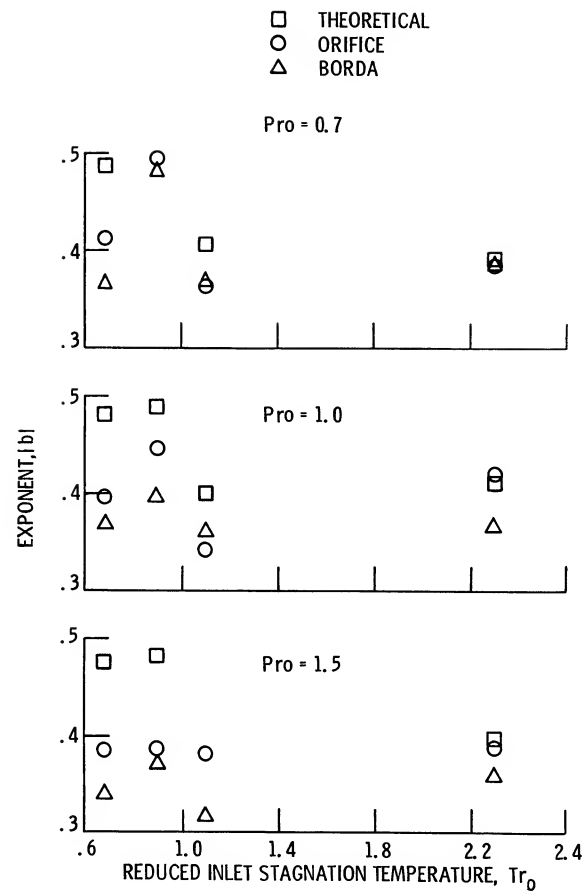 THEORETICAL
ORIFICE
BORDA
Pro = 0.7
.5
.4
.3
Pro = 1.0
.5
.4
.3
EXPONENT, |b|
Pro = 1.5
.5
.4
.3
.6 1.0 1.4 1.8 2.2 2.4
REDUCED INLET STAGNATION TEMPERATURE, Tr₀